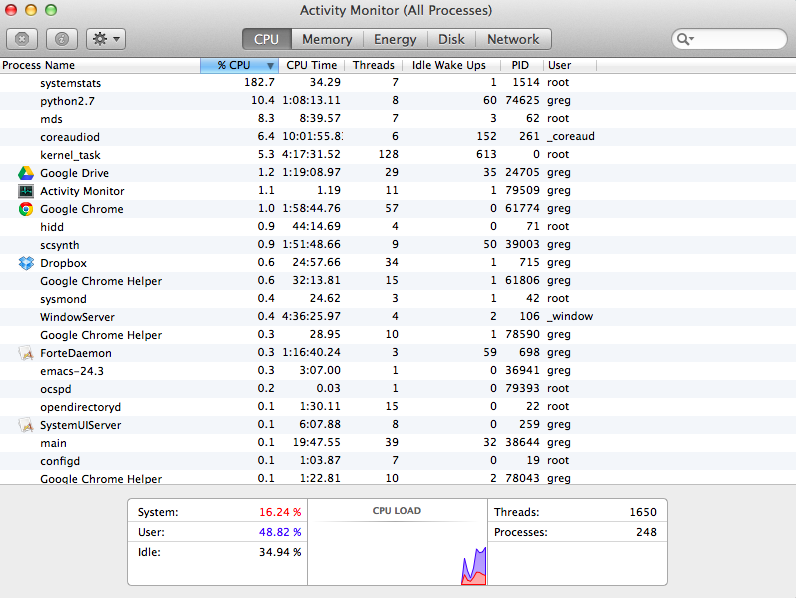 Activity Monitor (All Processes)
CPU Memory Energy Disk Network
Process Name % CPU CPU Time Threads Idle Wake Ups PID User
systemstats 182.7 34.29 7 1 1514 root
python2.7 10.4 1:08:13.11 8 60 74625 greg
mds 8.3 8:39.57 7 3 62 root
coreaudiod 6.4 10:01:55.8 6 152 261 _coreaud
kernel_task 5.3 4:17:31.52 128 613 0 root
Google Drive 1.2 1:19:08.97 29 35 24705 greg
Activity Monitor 1.1 1.19 11 1 79509 greg
Google Chrome 1.0 1:58:44.76 57 0 61774 greg
hidd 0.9 44:14.69 4 0 71 root
scsynth 0.9 1:51:48.66 9 50 39003 greg
Dropbox 0.6 24:57.66 34 1 715 greg
Google Chrome Helper 0.6 32:13.81 15 1 61806 greg
sysmond 0.4 24.62 3 1 42 root
WindowServer 0.4 4:36:25.97 4 2 106 _window
Google Chrome Helper 0.3 28.95 10 1 78590 greg
ForteDaemon 0.3 1:16:40.24 3 59 698 greg
emacs-24.3 0.3 3:07.00 1 0 36941 greg
ocspd 0.2 0.03 1 0 79393 root
opendirectoryd 0.1 1:30.11 15 0 22 root
SystemUIServer 0.1 6:07.88 8 0 259 greg
main 0.1 19:47.55 39 32 38644 greg
configd 0.1 1:03.87 7 0 19 root
Google Chrome Helper 0.1 1:22.81 10 2 78043 greg
System: 16.24 % CPU LOAD Threads: 1650
User: 48.82 % Processes: 248
Idle: 34.94 %